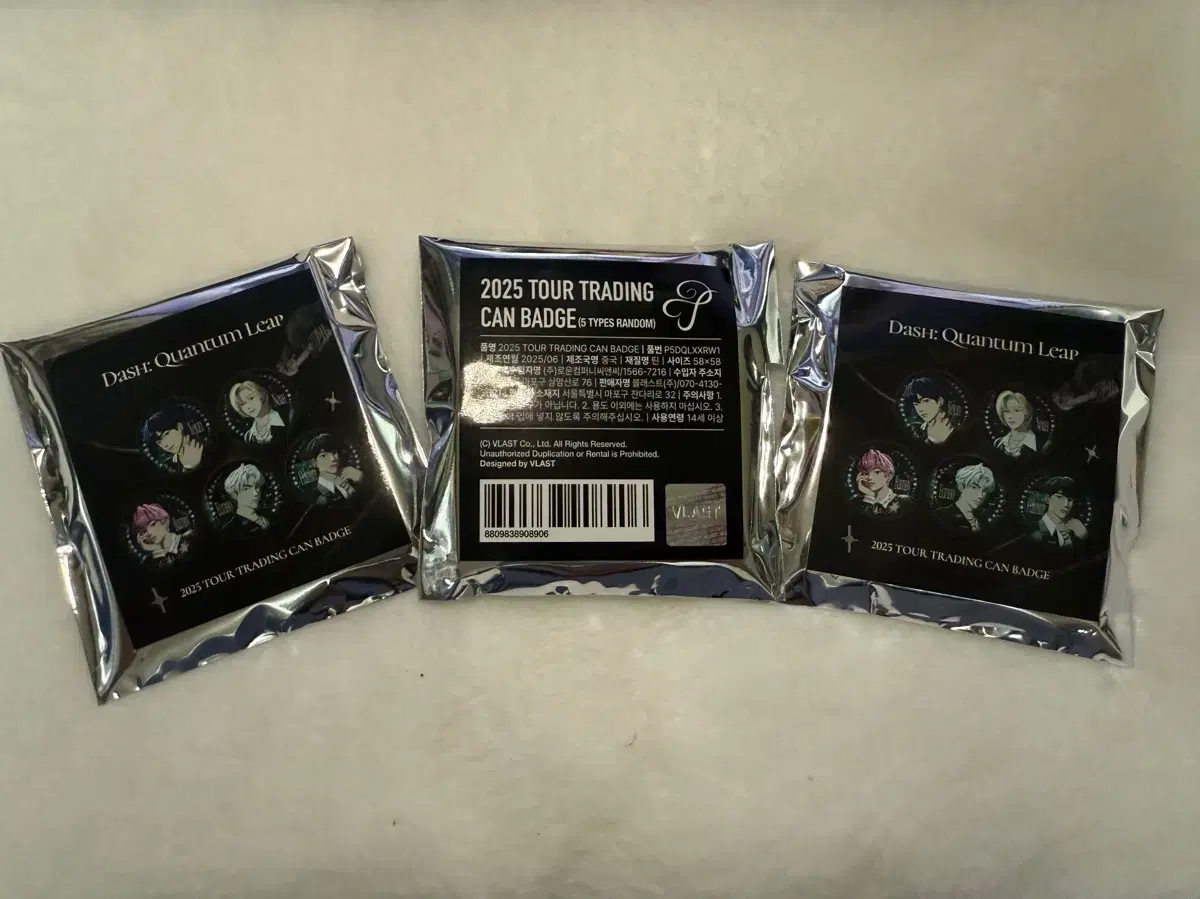 Dash: Quantum Leap
2025 TOUR TRADING CAN BADGE
2025 TOUR TRADING
CAN BADGE (5 TYPES RANDOM)
품명 2025 TOUR TRADING CAN BADGE | 품번 P5DQLXXRW1
| 제조연월 2025/06 | 제조국명 중국 | 재질명 틴 | 사이즈 58×58
(주)로운컴퍼니씨앤씨/1566-7216 | 수입자 주소지
마포구 상암산로 76 | 판매자명 블래스트(주)/070-4130-
서울특별시 마포구 잔다리로 32 | 주의사항 1.
아닙니다. 2. 용도 이외에는 사용하지 마십시오. 3.
입에 넣지 않도록 주의해주십시오. | 사용연령 14세 이상
(C) VLAST Co., Ltd. All Rights Reserved.
Unauthorized Duplication or Rental is Prohibited.
Designed by VLAST
8809838908906
VLAST
Dash: Quantum Leap
2025 TOUR TRADING CAN BADGE